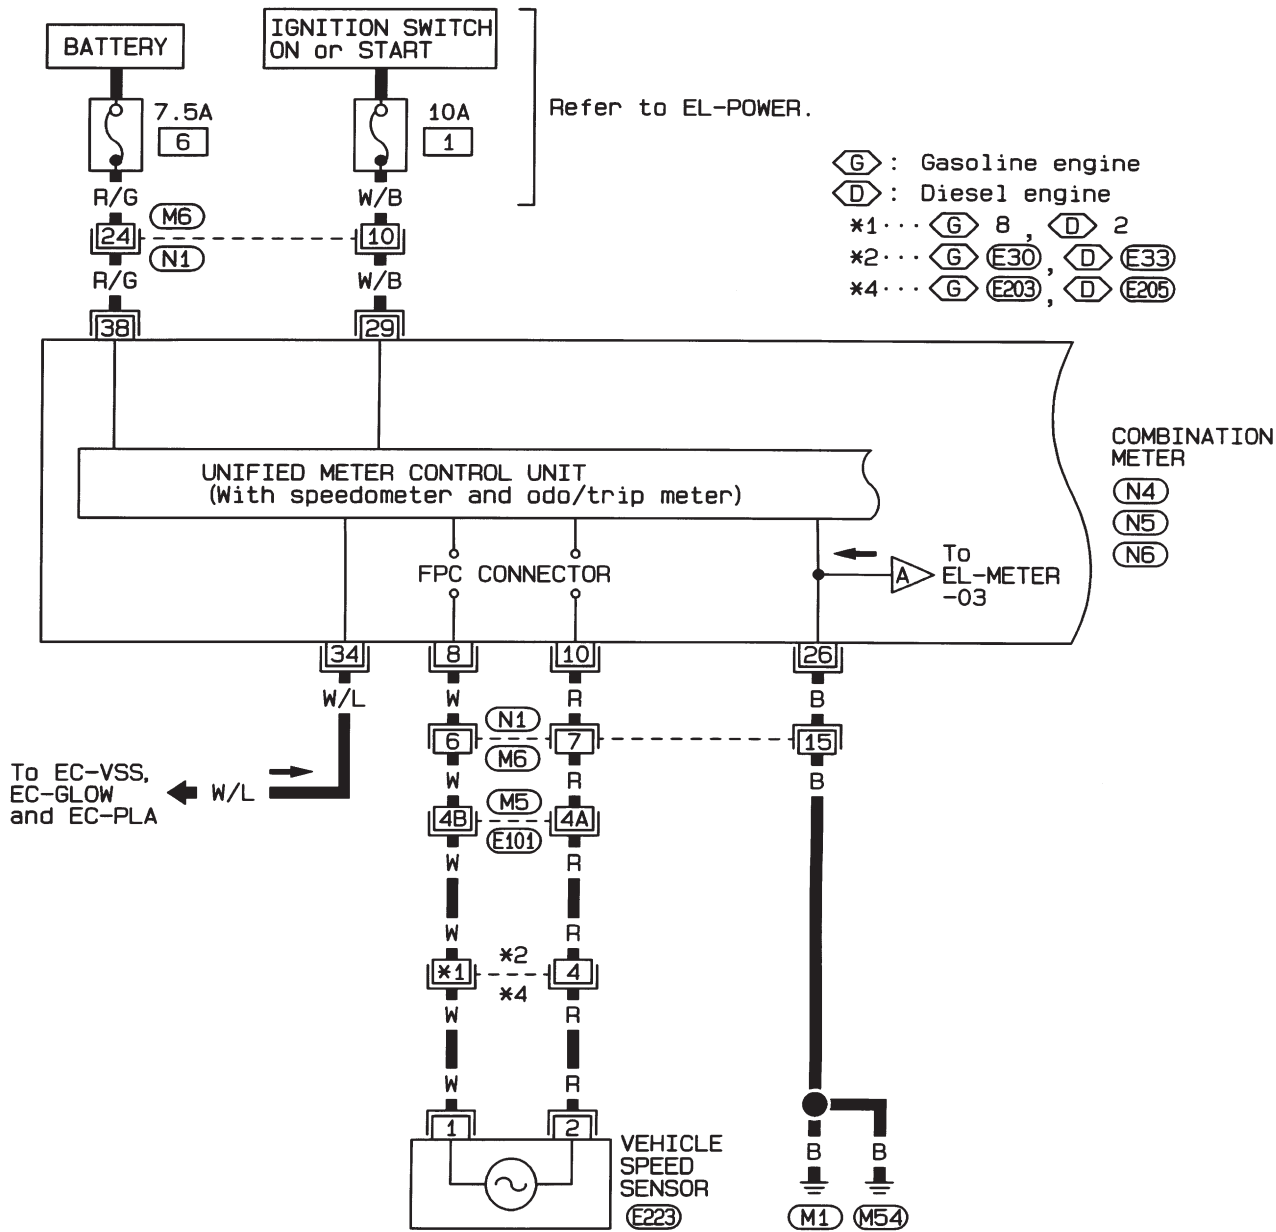 BATTERY
IGNITION SWITCH
ON or START
7.5A
6
10A
1
Refer to EL-POWER.
G : Gasoline engine
D : Diesel engine
*1··· G 8 , D 2
*2··· G E30 , D E33
*4··· G E203 , D E205
R/G
W/B
M6
24
10
N1
R/G
W/B
38
29
UNIFIED METER CONTROL UNIT
(With speedometer and odo/trip meter)
COMBINATION
METER
N4
N5
N6
FPC CONNECTOR
A
To
EL-METER
-03
34
8
10
26
W/L
W
R
B
N1
6
7
15
M6
W
R
B
To EC-VSS,
EC-GLOW
and EC-PLA
W/L
M5
4B
4A
E101
W
R
W
R
*2
*1
4
*4
W
R
W
R
1
2
VEHICLE
SPEED
SENSOR
E223
B
B
M1
M54